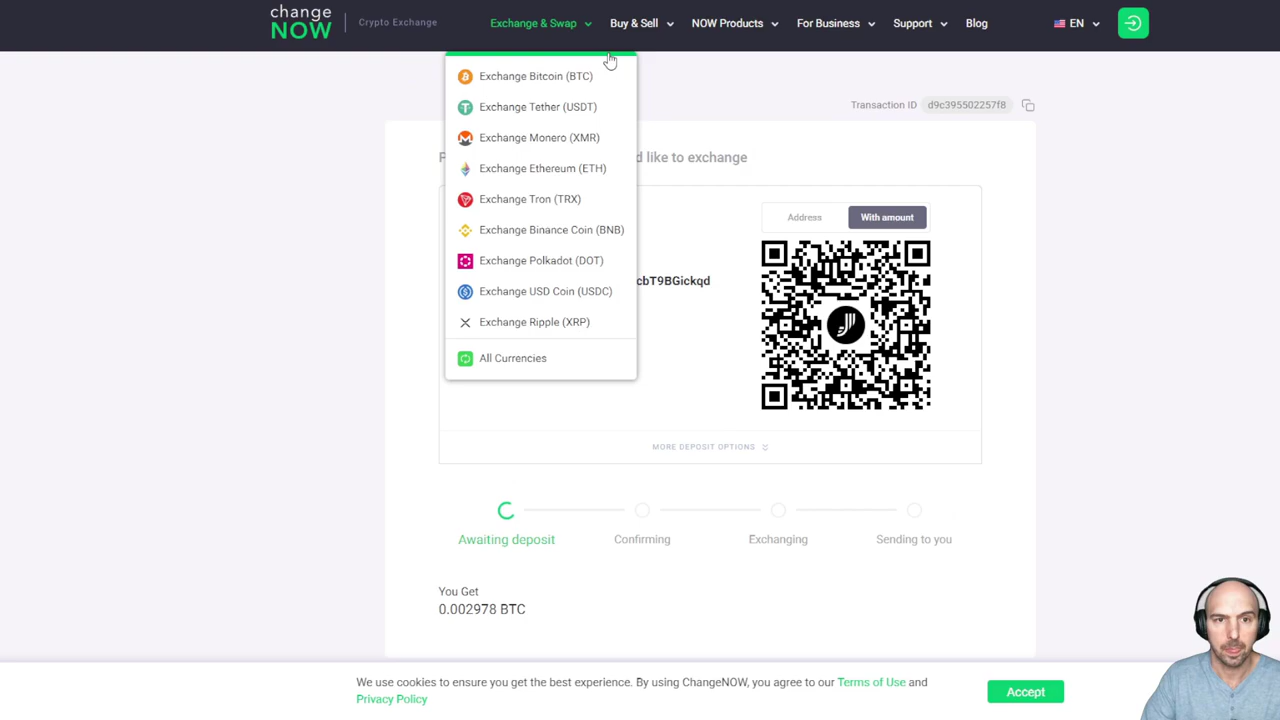 change
NOW
Crypto Exchange
Exchange & Swap
Buy & Sell
NOW Products
For Business
Support
Blog
EN
Exchange Bitcoin (BTC)
Exchange Tether (USDT)
Exchange Monero (XMR)
Exchange Ethereum (ETH)
Exchange Tron (TRX)
Exchange Binance Coin (BNB)
Exchange Polkadot (DOT)
Exchange USD Coin (USDC)
Exchange Ripple (XRP)
All Currencies
Transaction ID d9c395502257f8
like to exchange
Address
With amount
cbT9BGickqd
MORE DEPOSIT OPTIONS
Awaiting deposit
Confirming
Exchanging
Sending to you
You Get
0.002978 BTC
We use cookies to ensure you get the best experience. By using ChangeNOW, you agree to our Terms of Use and
Privacy Policy
Accept